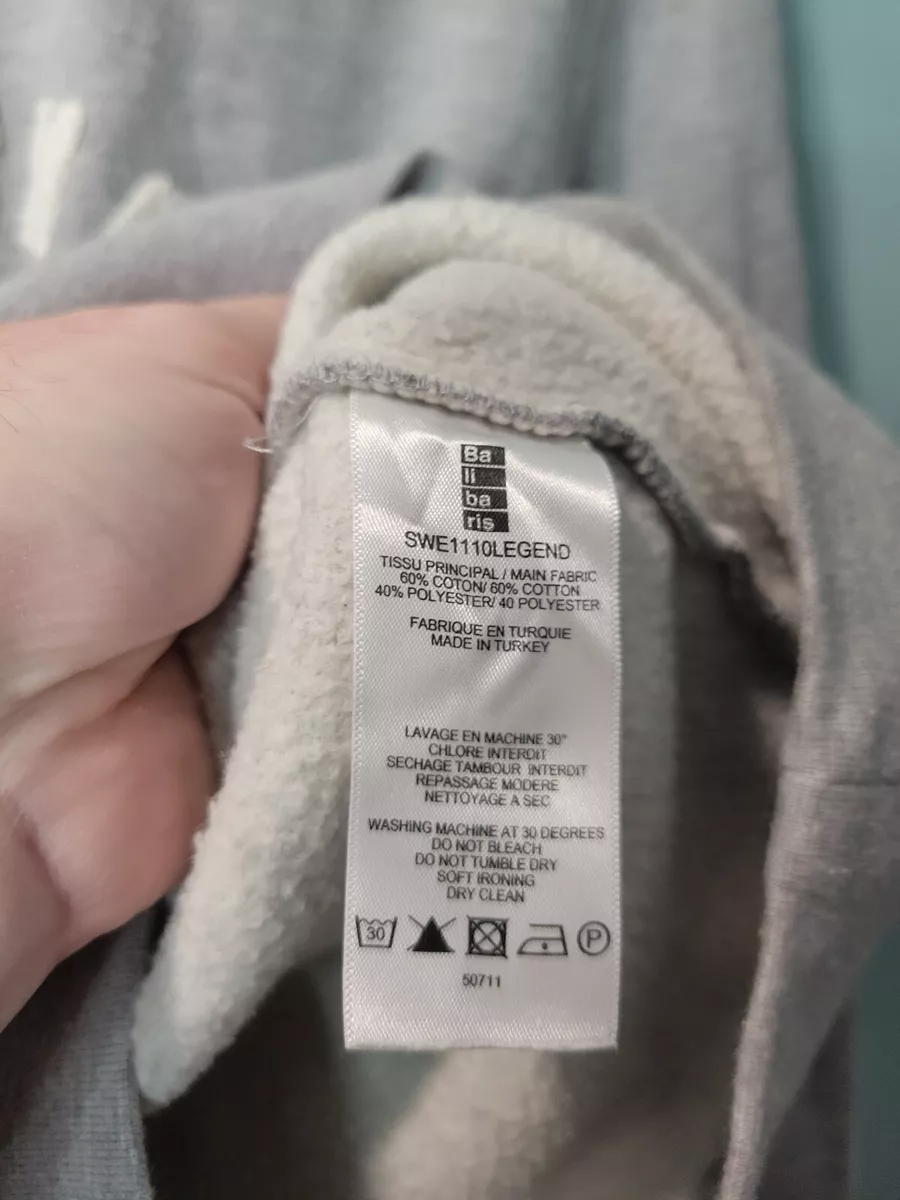 Ba
li
ba
ris
SWE1110LEGEND
TISSU PRINCIPAL / MAIN FABRIC
60% COTON/ 60% COTTON
40% POLYESTER/ 40 POLYESTER
FABRIQUE EN TURQUIE
MADE IN TURKEY
LAVAGE EN MACHINE 30°
CHLORE INTERDIT
SECHAGE TAMBOUR INTERDIT
REPASSAGE MODERE
NETTOYAGE A SEC
WASHING MACHINE AT 30 DEGREES
DO NOT BLEACH
DO NOT TUMBLE DRY
SOFT IRONING
DRY CLEAN
30 P
50711